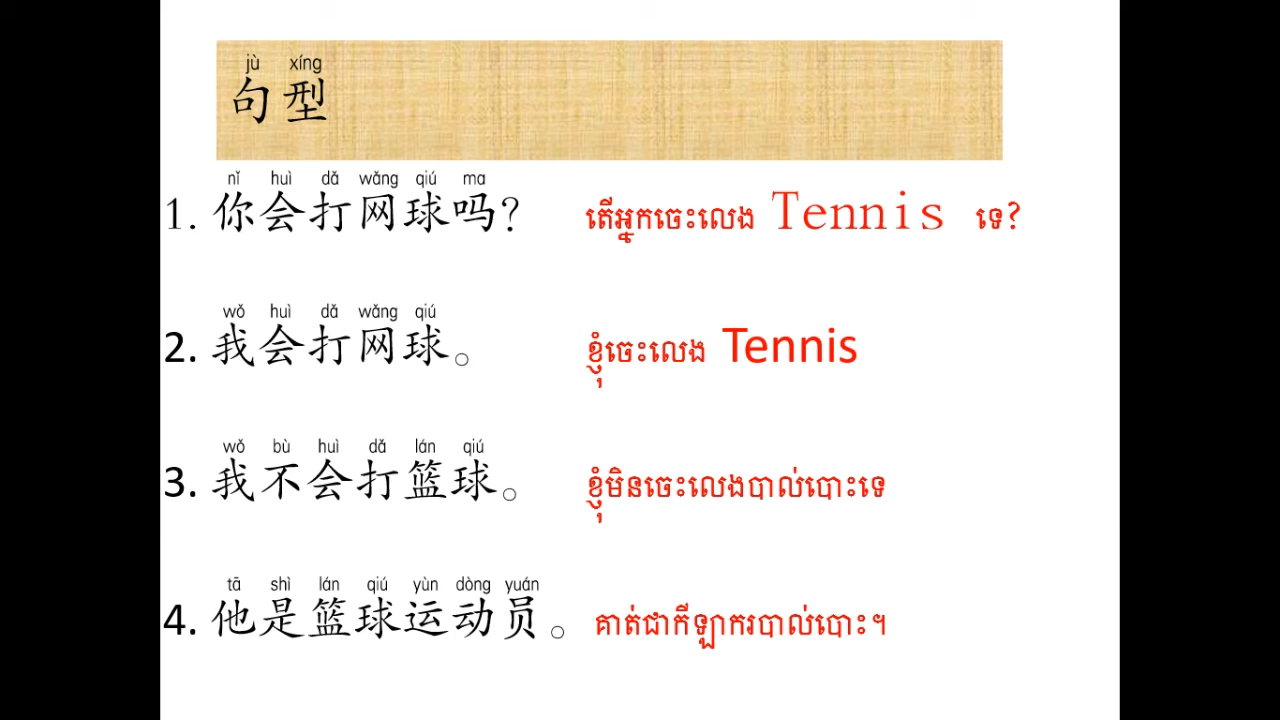 jù xíng
句型
nǐ huì dǎ wǎng qiú ma
1. 你会打网球吗? តើអ្នកចេះលេង Tennis ទេ?
wǒ huì dǎ wǎng qiú
2. 我会打网球。 ខ្ញុំចេះលេង Tennis
wǒ bù huì dǎ lán qiú
3. 我不会打篮球。 ខ្ញុំមិនចេះលេងបាល់បោះទេ
tā shì lán qiú yùn dòng yuán
4. 他是篮球运动员。 គាត់ជាកីឡាករបាល់បោះ។